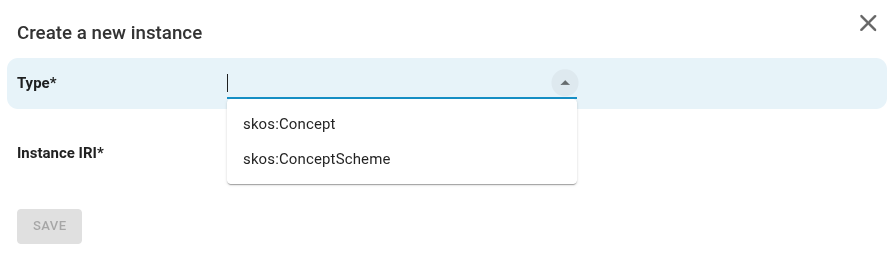 Create a new instance
Type*
skos:Concept
skos:ConceptScheme
Instance IRI*
SAVE